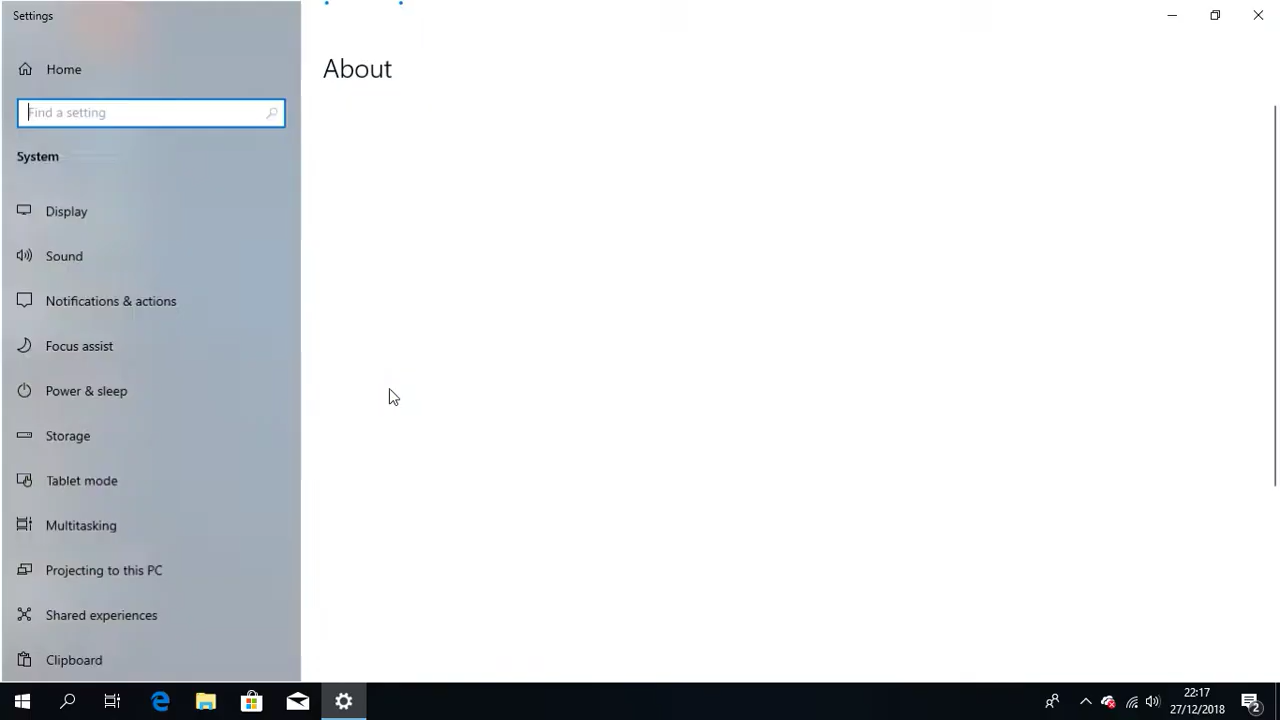 Settings
Home
Find a setting
System
Display
Sound
Notifications & actions
Focus assist
Power & sleep
Storage
Tablet mode
Multitasking
Projecting to this PC
Shared experiences
Clipboard
About
22:17
27/12/2018
2